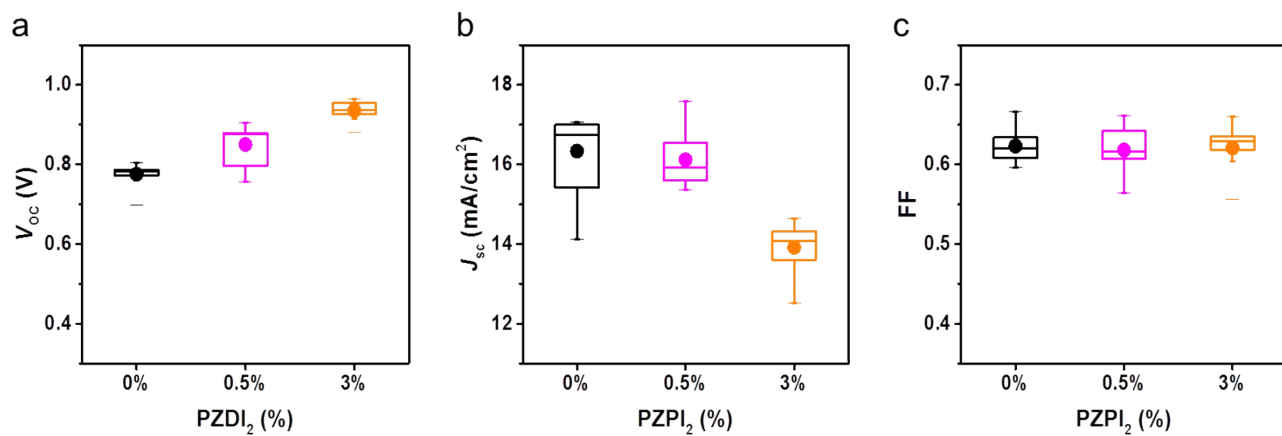 a
1.0
0.8
0.6
0.4
V_OC (V)
0%
0.5%
3%
PZDI₂ (%)
b
18
16
14
12
J_sc (mA/cm²)
0%
0.5%
3%
PZPI₂ (%)
c
0.7
0.6
0.5
0.4
FF
0%
0.5%
3%
PZPI₂ (%)